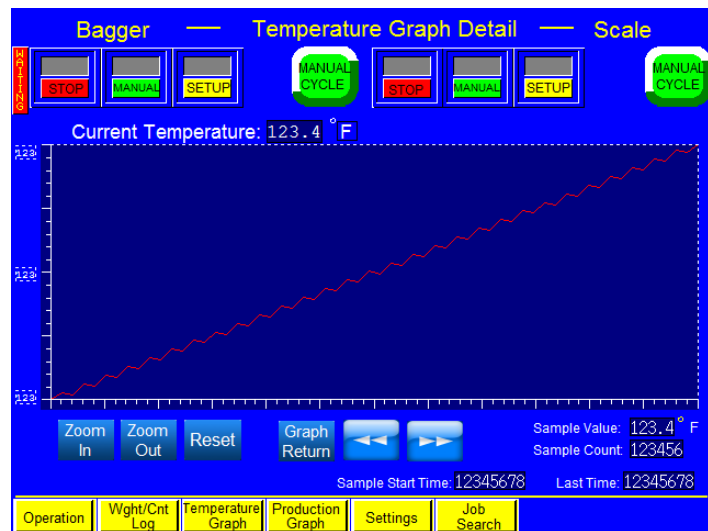 Bagger — Temperature Graph Detail — Scale
WAITING
STOP
MANUAL
SETUP
MANUAL
CYCLE
STOP
MANUAL
SETUP
MANUAL
CYCLE
Current Temperature: 123.4 °F
123
123
123
Zoom
In
Zoom
Out
Reset
Graph
Return
Sample Value: 123.4° F
Sample Count: 123456
Sample Start Time: 12345678
Last Time: 12345678
Operation
Wght/Cnt
Log
Temperature
Graph
Production
Graph
Settings
Job
Search